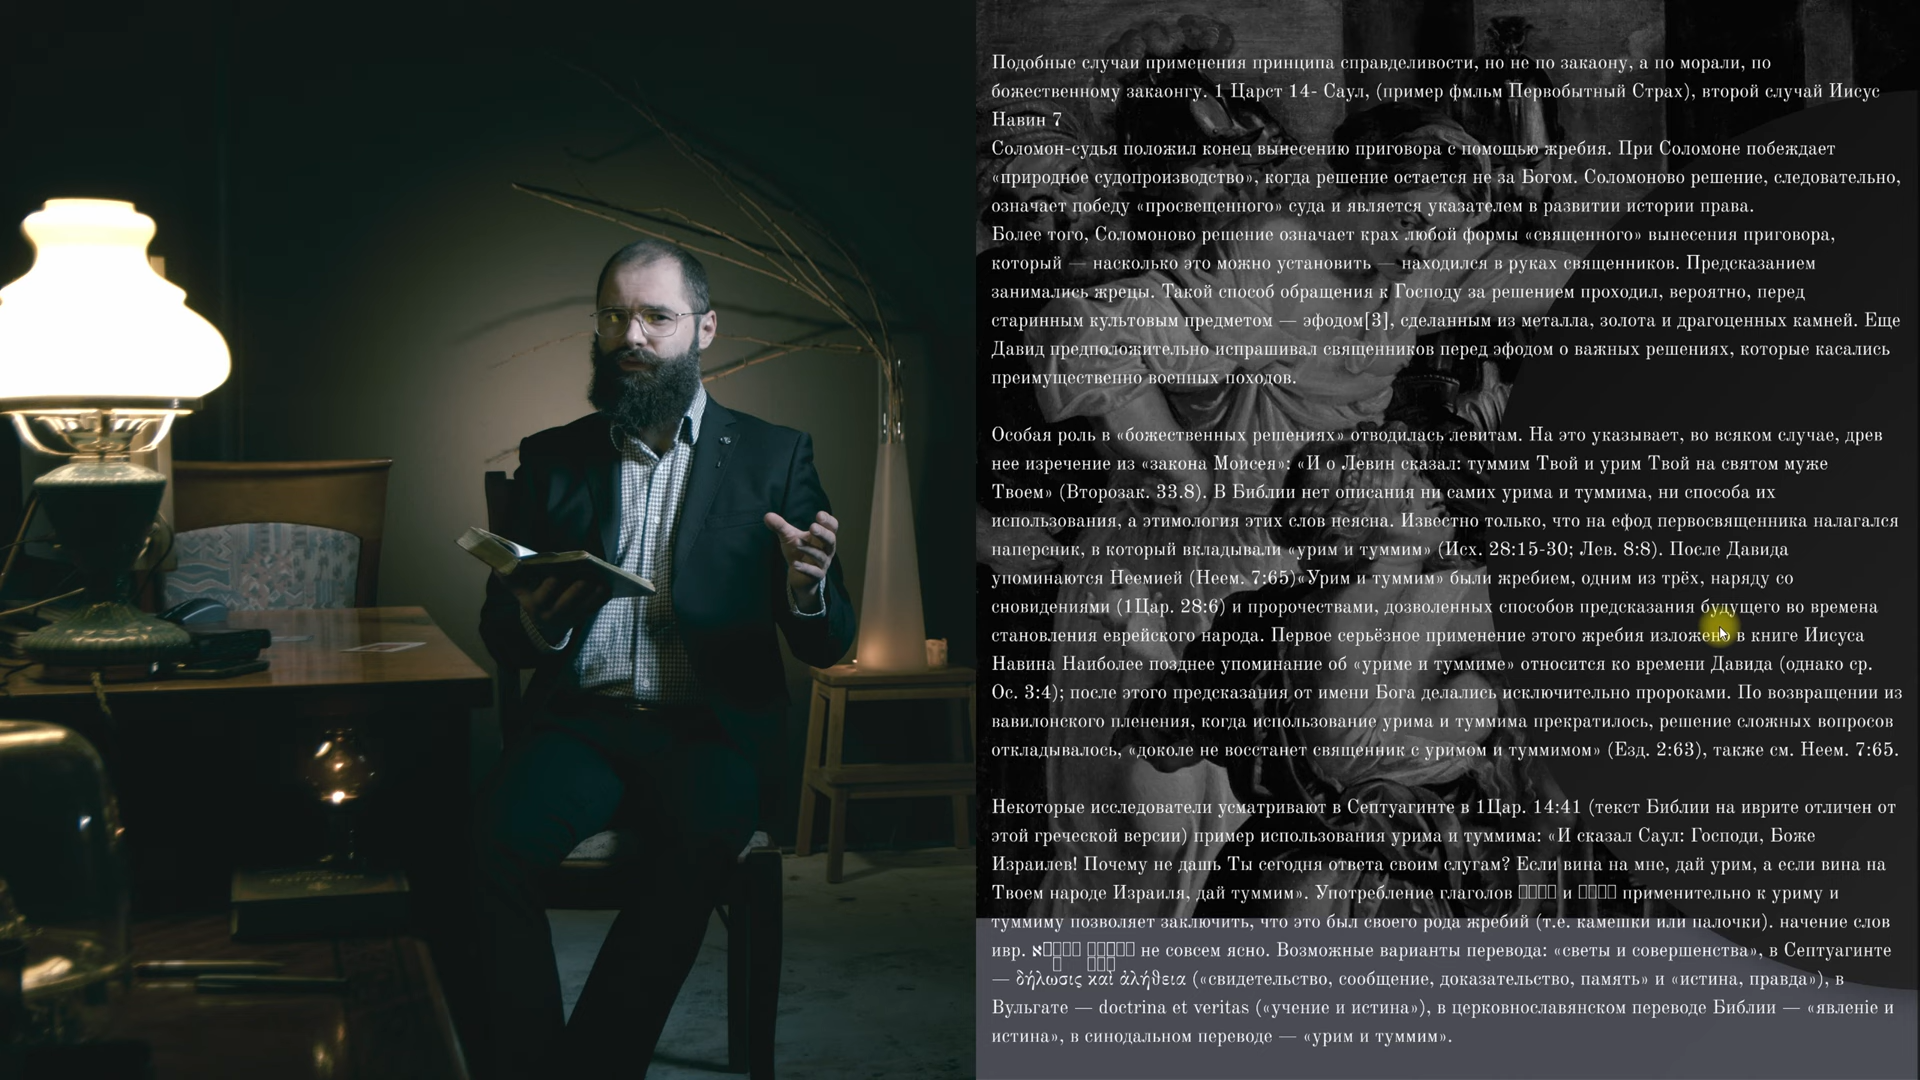 Подобные случаи применения принципа справделивости, но не по закаону, а по морали, по
божественному закаонгу. 1 Царст 14- Саул, (пример фмльм Первобытный Страх), второй случай Иисус
Навин 7
Соломон-судья положил конец вынесению приговора с помощью жребия. При Соломоне побеждает
«природное судопроизводство», когда решение остается не за Богом. Соломоново решение, следовательно,
означает победу «просвещенного» суда и является указателем в развитии истории права.
Более того, Соломоново решение означает крах любой формы «священного» вынесения приговора,
который — насколько это можно установить — находился в руках священников. Предсказанием
занимались жрецы. Такой способ обращения к Господу за решением проходил, вероятно, перед
старинным культовым предметом — эфодом[3], сделанным из металла, золота и драгоценных камней. Еще
Давид предположительно испрашивал священников перед эфодом о важных решениях, которые касались
преимущественно военных походов.
Особая роль в «божественных решениях» отводилась левитам. На это указывает, во всяком случае, древ
нее изречение из «закона Моисея»: «И о Левин сказал: туммим Твой и урим Твой на святом муже
Твоем» (Второзак. 33.8). В Библии нет описания ни самих урима и туммима, ни способа их
использования, а этимология этих слов неясна. Известно только, что на ефод первосвященника налагался
наперсник, в который вкладывали «урим и туммим» (Исх. 28:15-30; Лев. 8:8). После Давида
упоминаются Неемией (Неем. 7:65)«Урим и туммим» были жребием, одним из трёх, наряду со
сновидениями (1Цар. 28:6) и пророчествами, дозволенных способов предсказания будущего во времена
становления еврейского народа. Первое серьёзное применение этого жребия изложено в книге Иисуса
Навина Наиболее позднее упоминание об «уриме и туммиме» относится ко времени Давида (однако ср.
Ос. 3:4); после этого предсказания от имени Бога делались исключительно пророками. По возвращении из
вавилонского пленения, когда использование урима и туммима прекратилось, решение сложных вопросов
откладывалось, «доколе не восстанет священник с уримом и туммимом» (Езд. 2:63), также см. Неем. 7:65.
Некоторые исследователи усматривают в Септуагинте в 1Цар. 14:41 (текст Библии на иврите отличен от
этой греческой версии) пример использования урима и туммима: «И сказал Саул: Господи, Боже
Израилев! Почему не дашь Ты сегодня ответа своим слугам? Если вина на мне, дай урим, а если вина на
Твоем народе Израиля, дай туммим». Употребление глаголов и применительно к уриму и
туммиму позволяет заключить, что это был своего рода жребий (т.е. камешки или палочки). начение слов
ивр. א не совсем ясно. Возможные варианты перевода: «светы и совершенства», в Септуагинте
— δήλωσις καὶ ἀλήθεια («свидетельство, сообщение, доказательство, память» и «истина, правда»), в
Вульгате — doctrina et veritas («учение и истина»), в церковнославянском переводе Библии — «явленіе и
истина», в синодальном переводе — «урим и туммим».